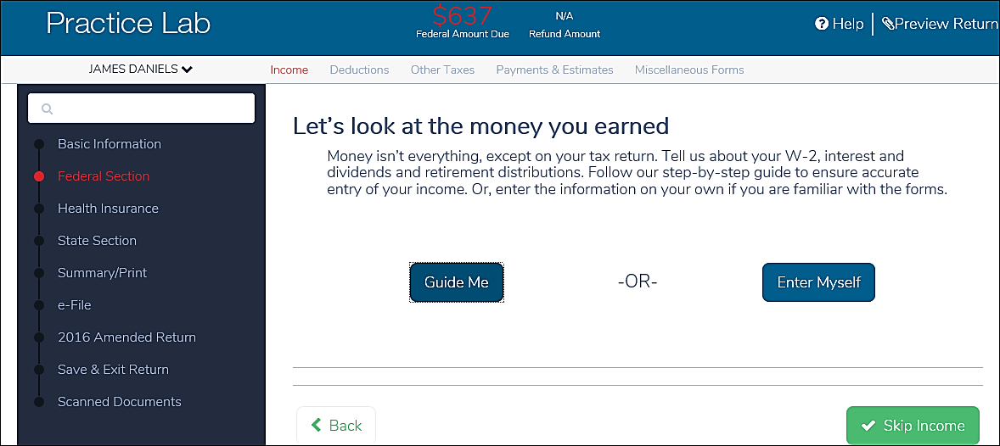 Practice Lab
$637
Federal Amount Due
N/A
Refund Amount
Help
Preview Return
JAMES DANIELS
Income
Deductions
Other Taxes
Payments & Estimates
Miscellaneous Forms
Basic Information
Federal Section
Health Insurance
State Section
Summary/Print
e-File
2016 Amended Return
Save & Exit Return
Scanned Documents
Let's look at the money you earned
Money isn't everything, except on your tax return. Tell us about your W-2, interest and
dividends and retirement distributions. Follow our step-by-step guide to ensure accurate
entry of your income. Or, enter the information on your own if you are familiar with the forms.
Guide Me
-OR-
Enter Myself
Back
Skip Income